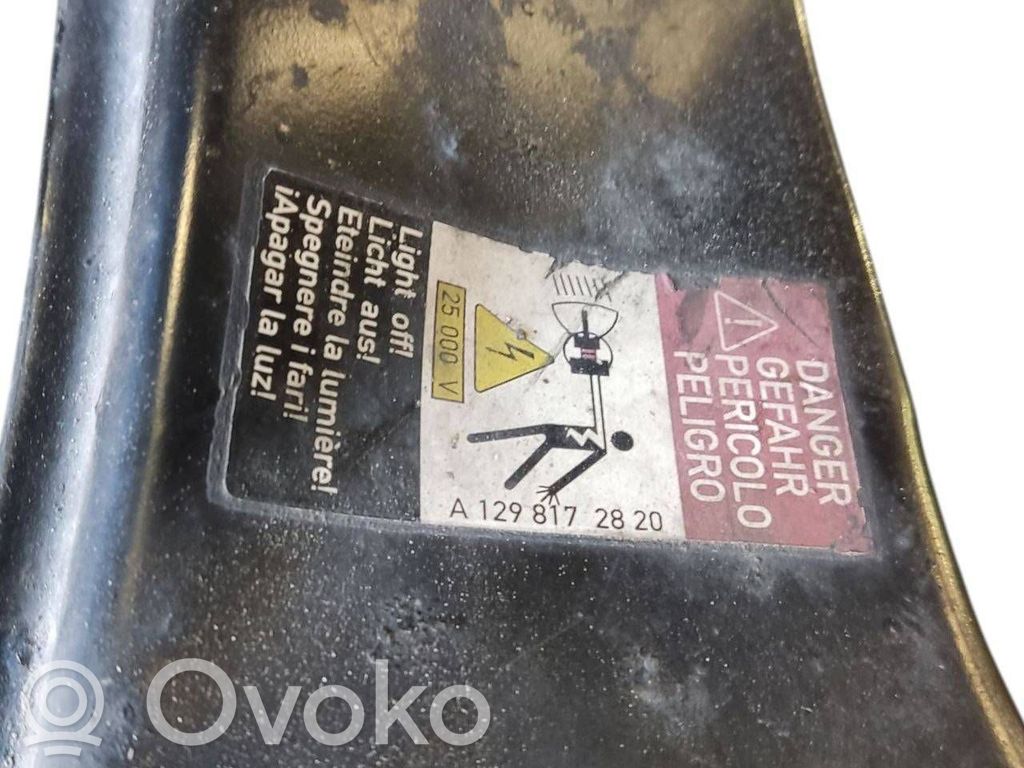 DANGER
GEFAHR
PERICOLO
PELIGRO
25 000 V
A 129 817 28 20
Light off!
Licht aus!
Eteindre la lumière!
Spegnere i fari!
¡Apagar la luz!
Ovoko